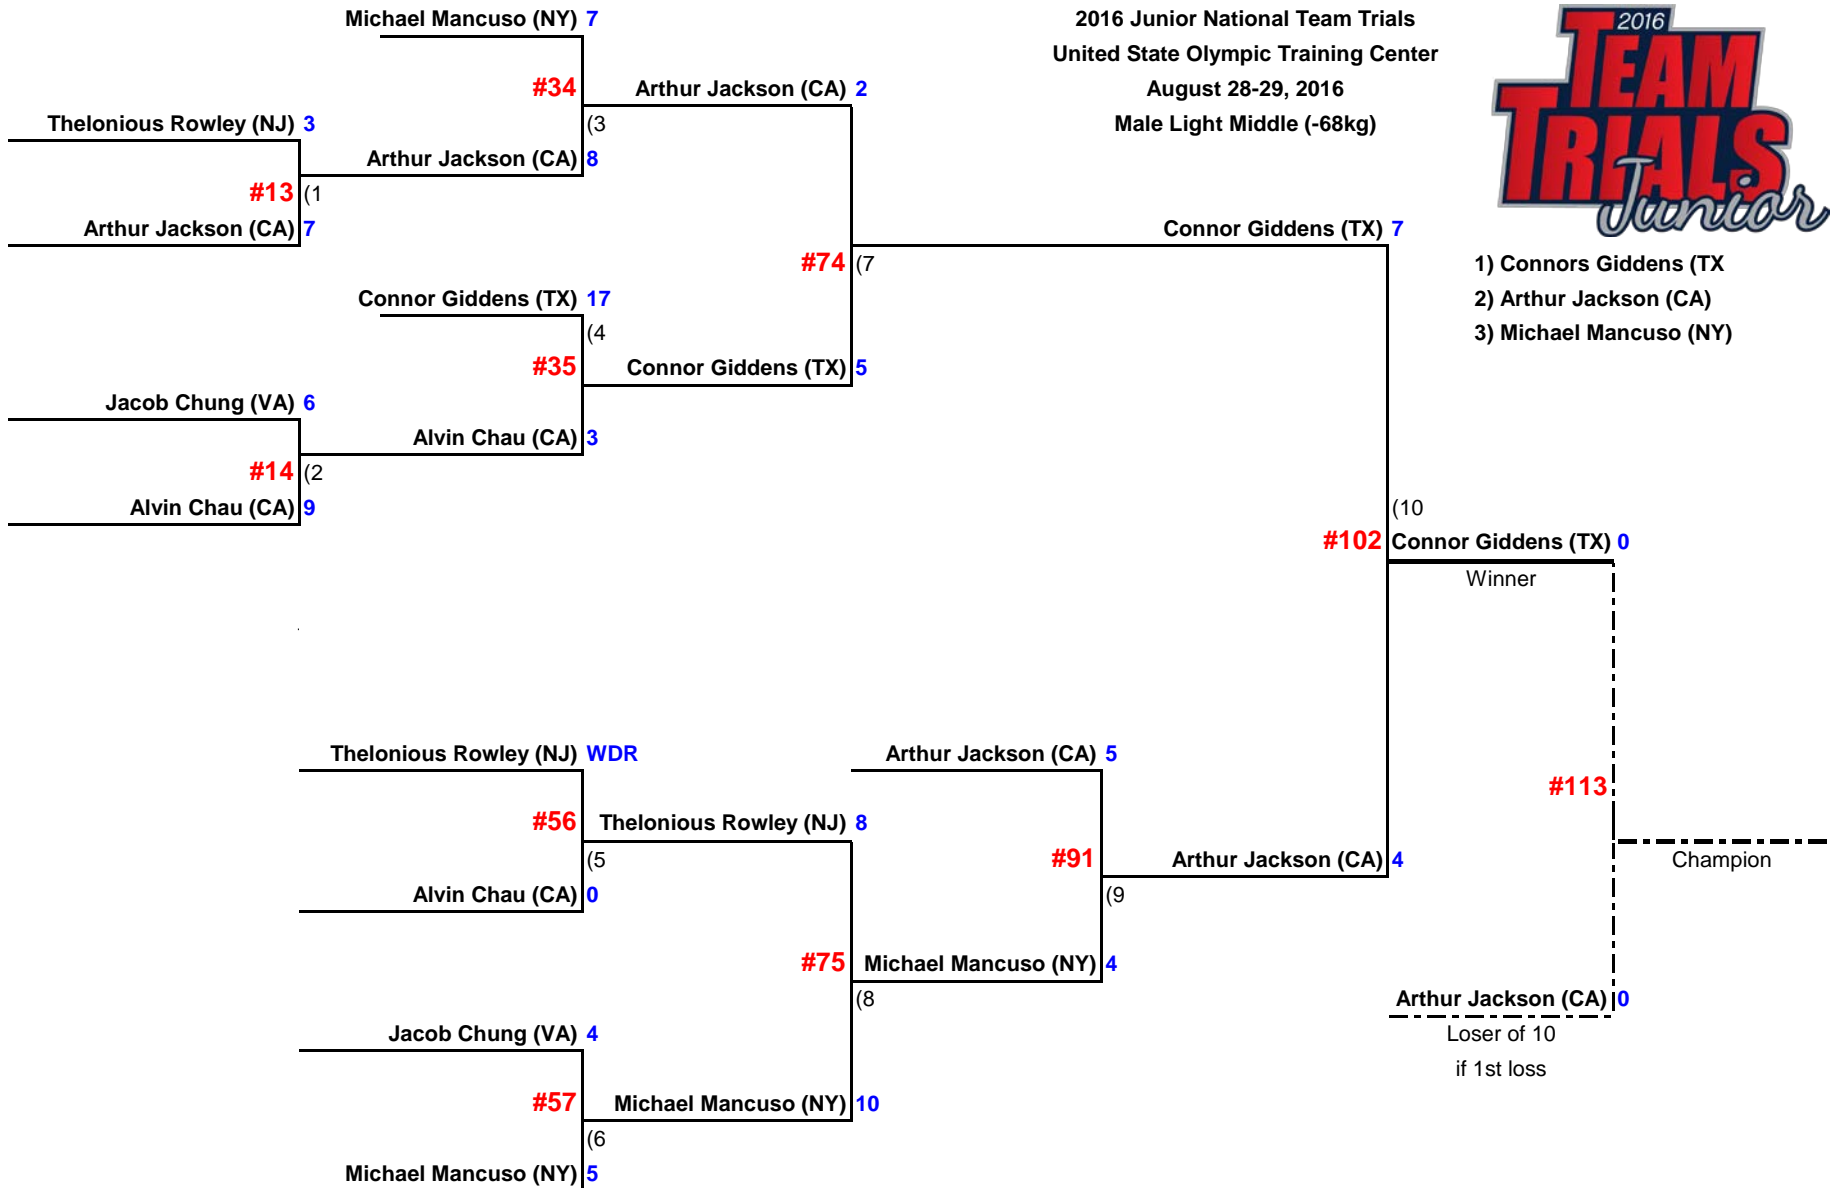 Michael Mancuso (NY) 7
2016 Junior National Team Trials
United State Olympic Training Center
August 28-29, 2016
Male Light Middle (-68kg)
2016
TEAM
TRIALS
Junior
#34
Arthur Jackson (CA) 2
Thelonious Rowley (NJ) 3
(3
Arthur Jackson (CA) 8
#13 (1
Arthur Jackson (CA) 7
Connor Giddens (TX) 7
#74 (7
1) Connors Giddens (TX
2) Arthur Jackson (CA)
3) Michael Mancuso (NY)
Connor Giddens (TX) 17
(4
#35
Connor Giddens (TX) 5
Jacob Chung (VA) 6
Alvin Chau (CA) 3
#14 (2
Alvin Chau (CA) 9
(10
#102
Connor Giddens (TX) 0
Winner
Thelonious Rowley (NJ) WDR
Arthur Jackson (CA) 5
#113
#56
Thelonious Rowley (NJ) 8
(5
#91
Arthur Jackson (CA) 4
Champion
Alvin Chau (CA) 0
(9
#75
Michael Mancuso (NY) 4
(8
Arthur Jackson (CA) 0
Loser of 10
if 1st loss
Jacob Chung (VA) 4
#57
Michael Mancuso (NY) 10
(6
Michael Mancuso (NY) 5